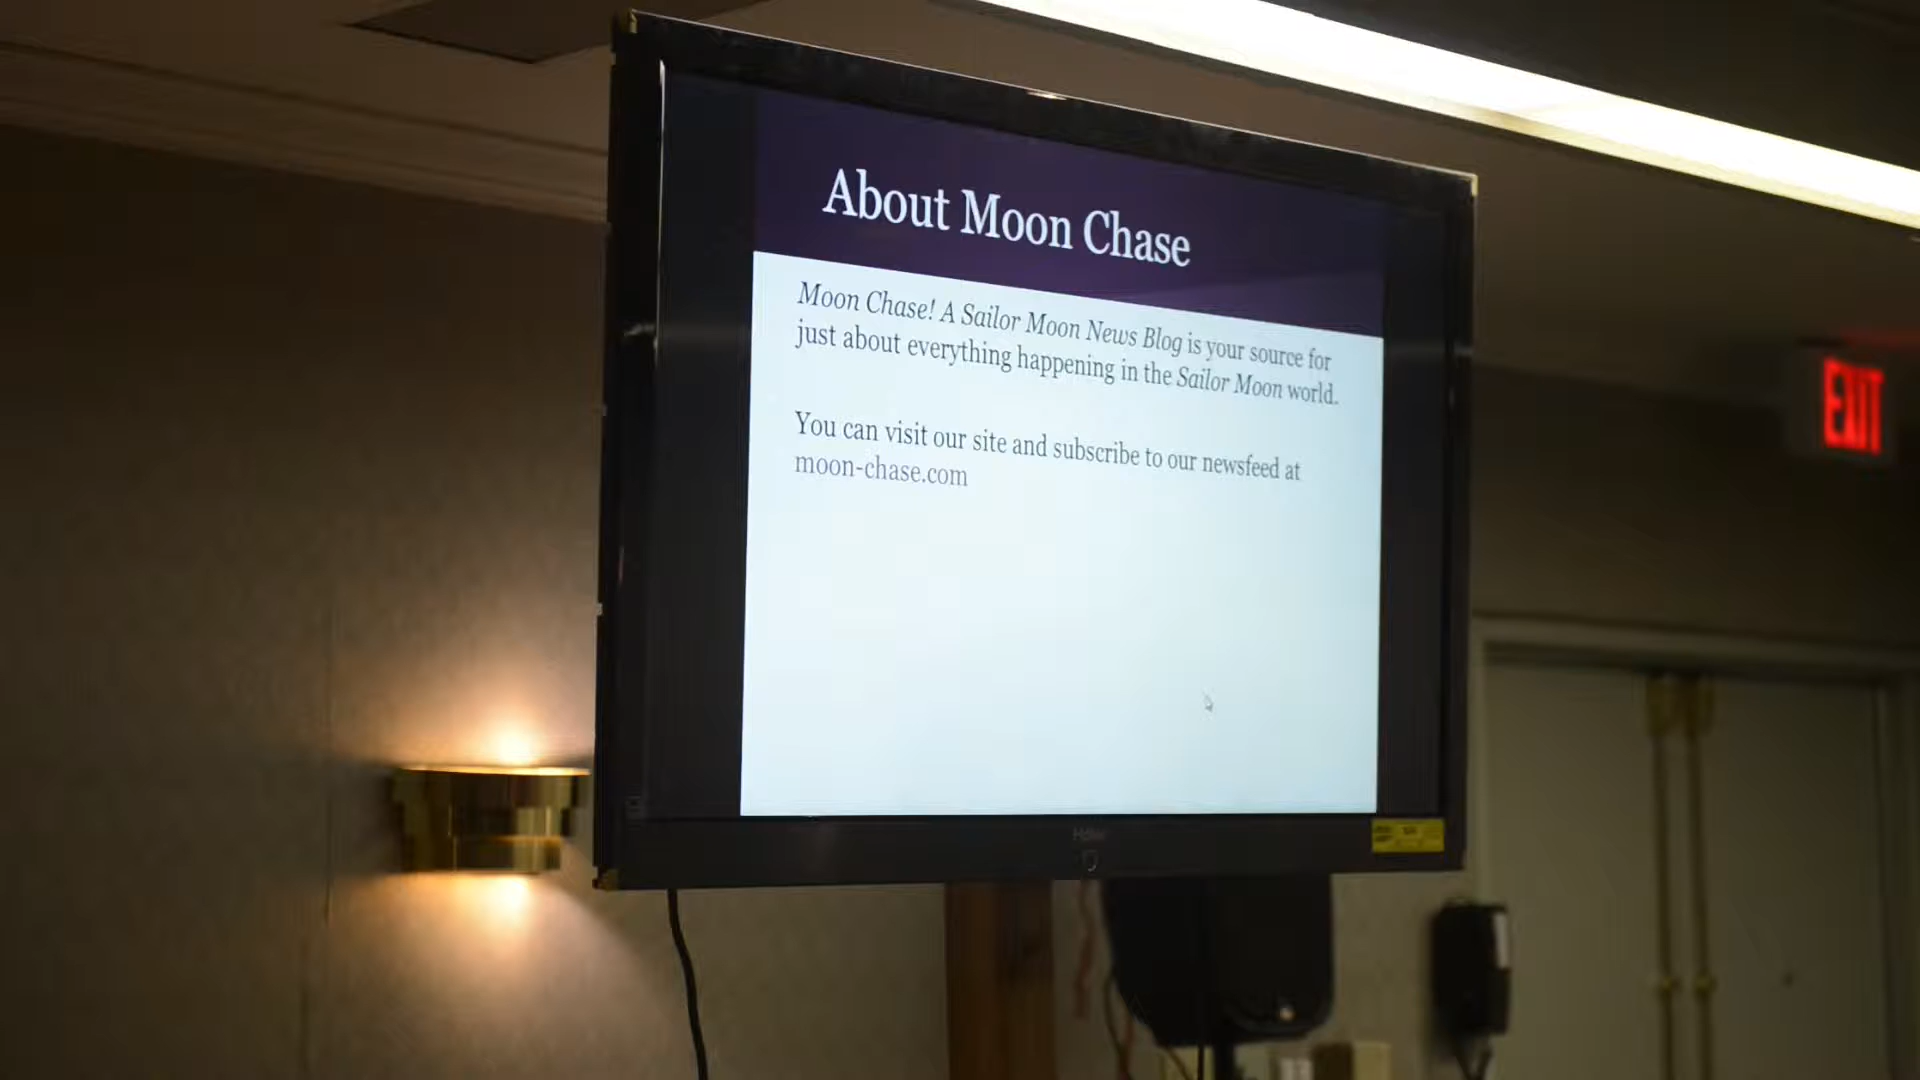 About Moon Chase
Moon Chase! A Sailor Moon News Blog is your source for
just about everything happening in the Sailor Moon world.
You can visit our site and subscribe to our newsfeed at
moon-chase.com
EXIT
Haier